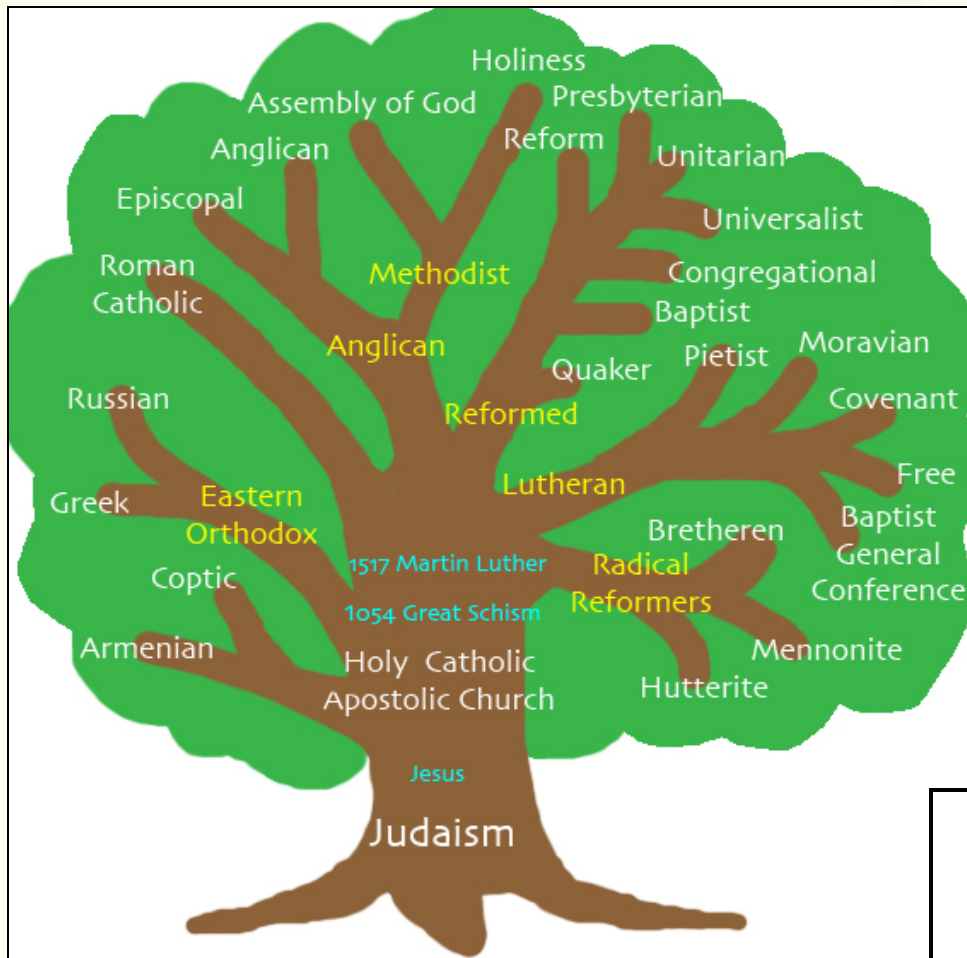 Holiness
Assembly of God
Presbyterian
Reform
Anglican
Unitarian
Episcopal
Universalist
Roman
Catholic
Methodist
Congregational
Baptist
Anglican
Pietist
Moravian
Quaker
Russian
Covenant
Reformed
Free
Lutheran
Greek
Eastern
Orthodox
Baptist
General
Conference
Bretheren
1517 Martin Luther
Radical
Reformers
Coptic
1054 Great Schism
Armenian
Holy Catholic
Apostolic Church
Mennonite
Hutterite
Jesus
Judaism